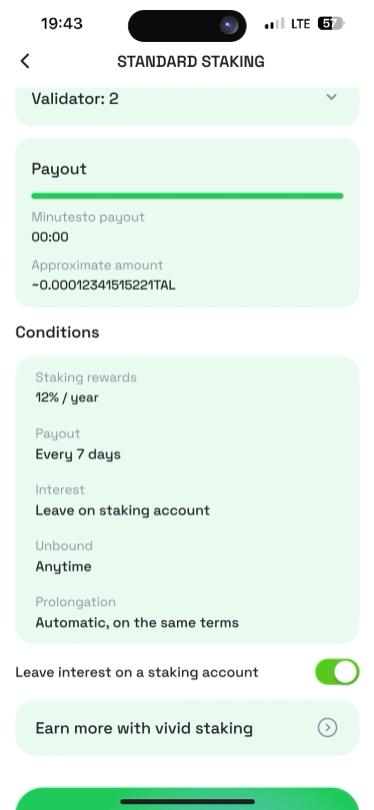 19:43
LTE
57
STANDARD STAKING
Validator: 2
Payout
Minutesto payout
00:00
Approximate amount
~0.00012341515221TAL
Conditions
Staking rewards
12% / year
Payout
Every 7 days
Interest
Leave on staking account
Unbound
Anytime
Prolongation
Automatic, on the same terms
Leave interest on a staking account
Earn more with vivid staking